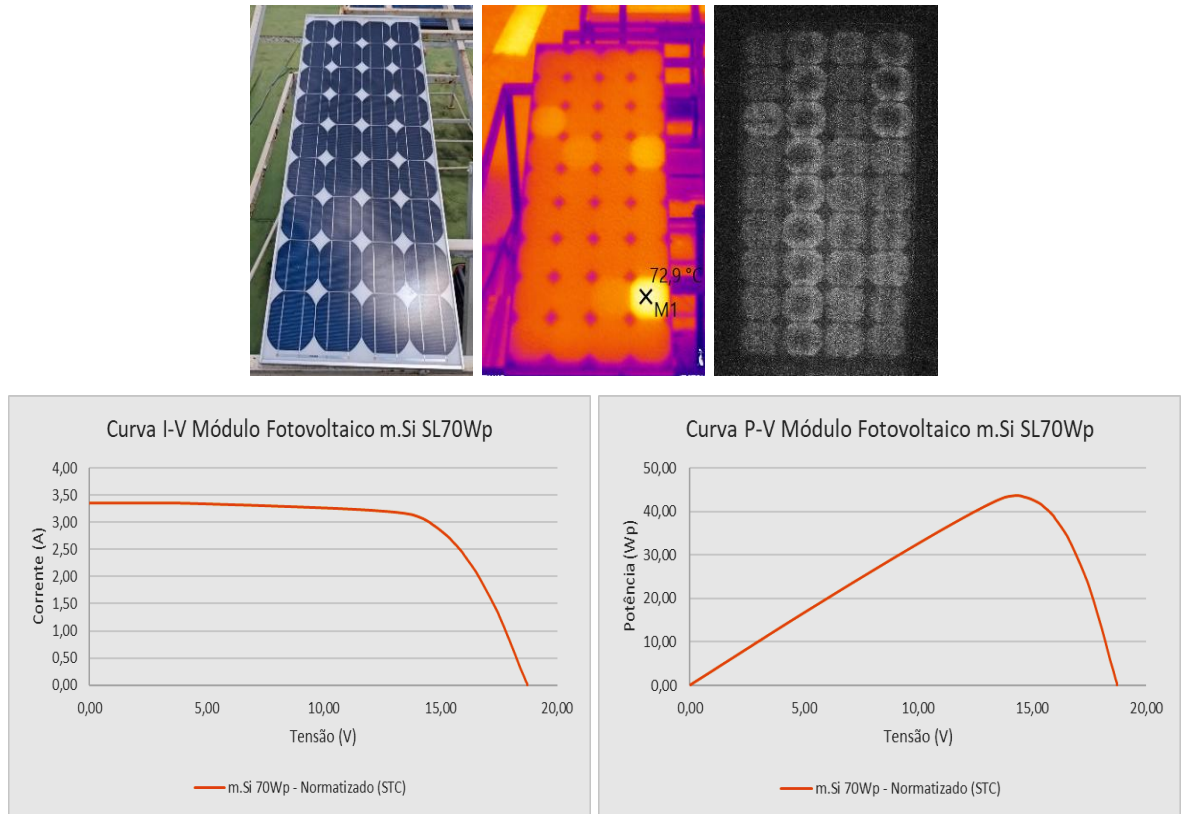 72,9 °C
M1
Curva I-V Módulo Fotovoltaico m.Si SL70Wp
4,00
3,50
3,00
2,50
2,00
1,50
1,00
0,50
0,00
Corrente (A)
0,00 5,00 10,00 15,00 20,00
Tensão (V)
m.Si 70Wp - Normatizado (STC)
Curva P-V Módulo Fotovoltaico m.Si SL70Wp
50,00
40,00
30,00
20,00
10,00
0,00
Potência (Wp)
0,00 5,00 10,00 15,00 20,00
Tensão (V)
m.Si 70Wp - Normatizado (STC)